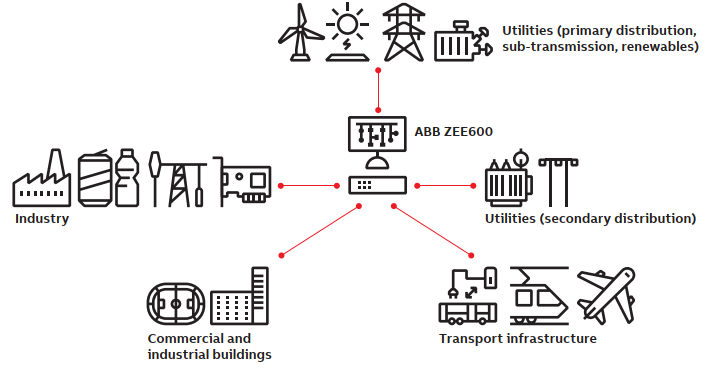 Utilities (primary distribution,
sub-transmission, renewables)
ABB ZEE600
Industry
Utilities (secondary distribution)
Commercial and
industrial buildings
Transport infrastructure